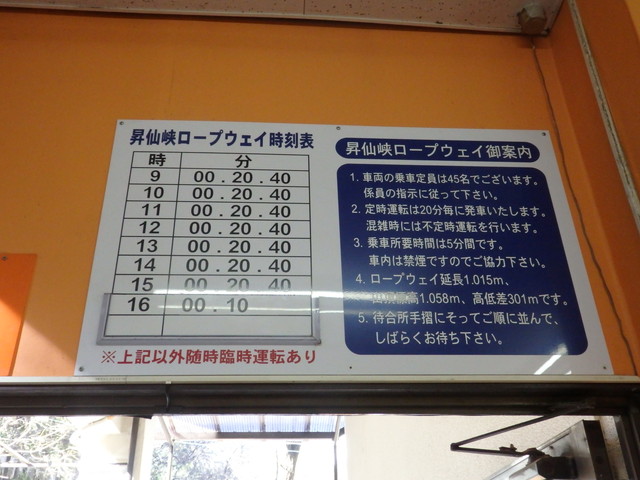 昇仙峡ロープウェイ時刻表
時 分
9 00.20.40
10 00.20.40
11 00.20.40
12 00.20.40
13 00.20.40
14 00.20.40
15 00.20.40
16 00.10
※上記以外随時臨時運転あり
昇仙峡ロープウェイ御案内
1. 車両の乗車定員は45名でございます。
係員の指示に従って下さい。
2. 定時運転は20分毎に発車いたします。
混雑時には不定時運転を行います。
3. 乗車所要時間は5分間です。
車内は禁煙ですのでご協力下さい。
4. ロープウェイ延長1.015m、
高1.058m、高低差301mです。
5. 待合所手摺にそってご順に並んで、
しばらくお待ち下さい。